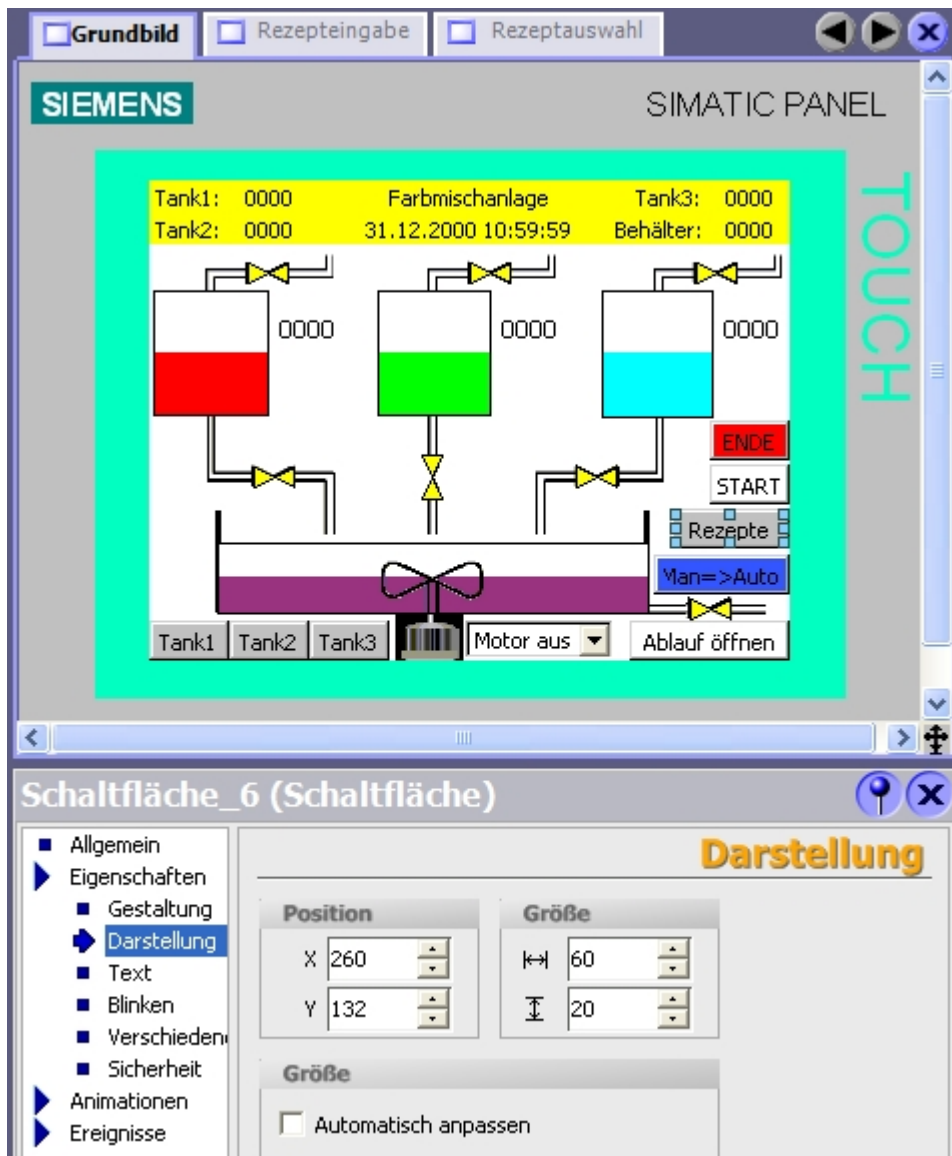 Grundbild Rezepteingabe Rezeptauswahl
SIEMENS SIMATIC PANEL
TOUCH
Tank1: 0000 Farbmischanlage Tank3: 0000
Tank2: 0000 31.12.2000 10:59:59 Behälter: 0000
0000 0000 0000
ENDE
START
Rezepte
Man=>Auto
Tank1 Tank2 Tank3 Motor aus Ablauf öffnen
Schaltfläche_6 (Schaltfläche)
Allgemein
Eigenschaften
Gestaltung
Darstellung
Text
Blinken
Verschieden
Sicherheit
Animationen
Ereignisse
Darstellung
Position
X 260
Y 132
Größe
60
20
Größe
Automatisch anpassen